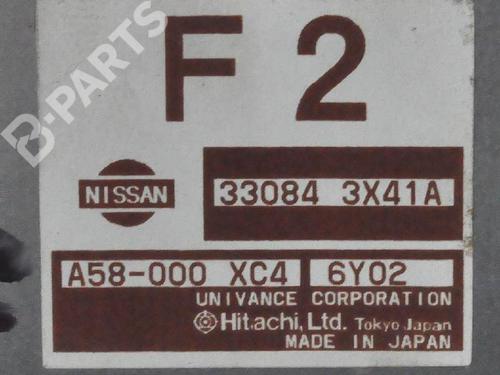 B-PARTS
F 2
NISSAN
33084 3X41A
A58-000 XC4 6Y02
UNIVANCE CORPORATION
Hitachi, Ltd. Tokyo Japan
MADE IN JAPAN